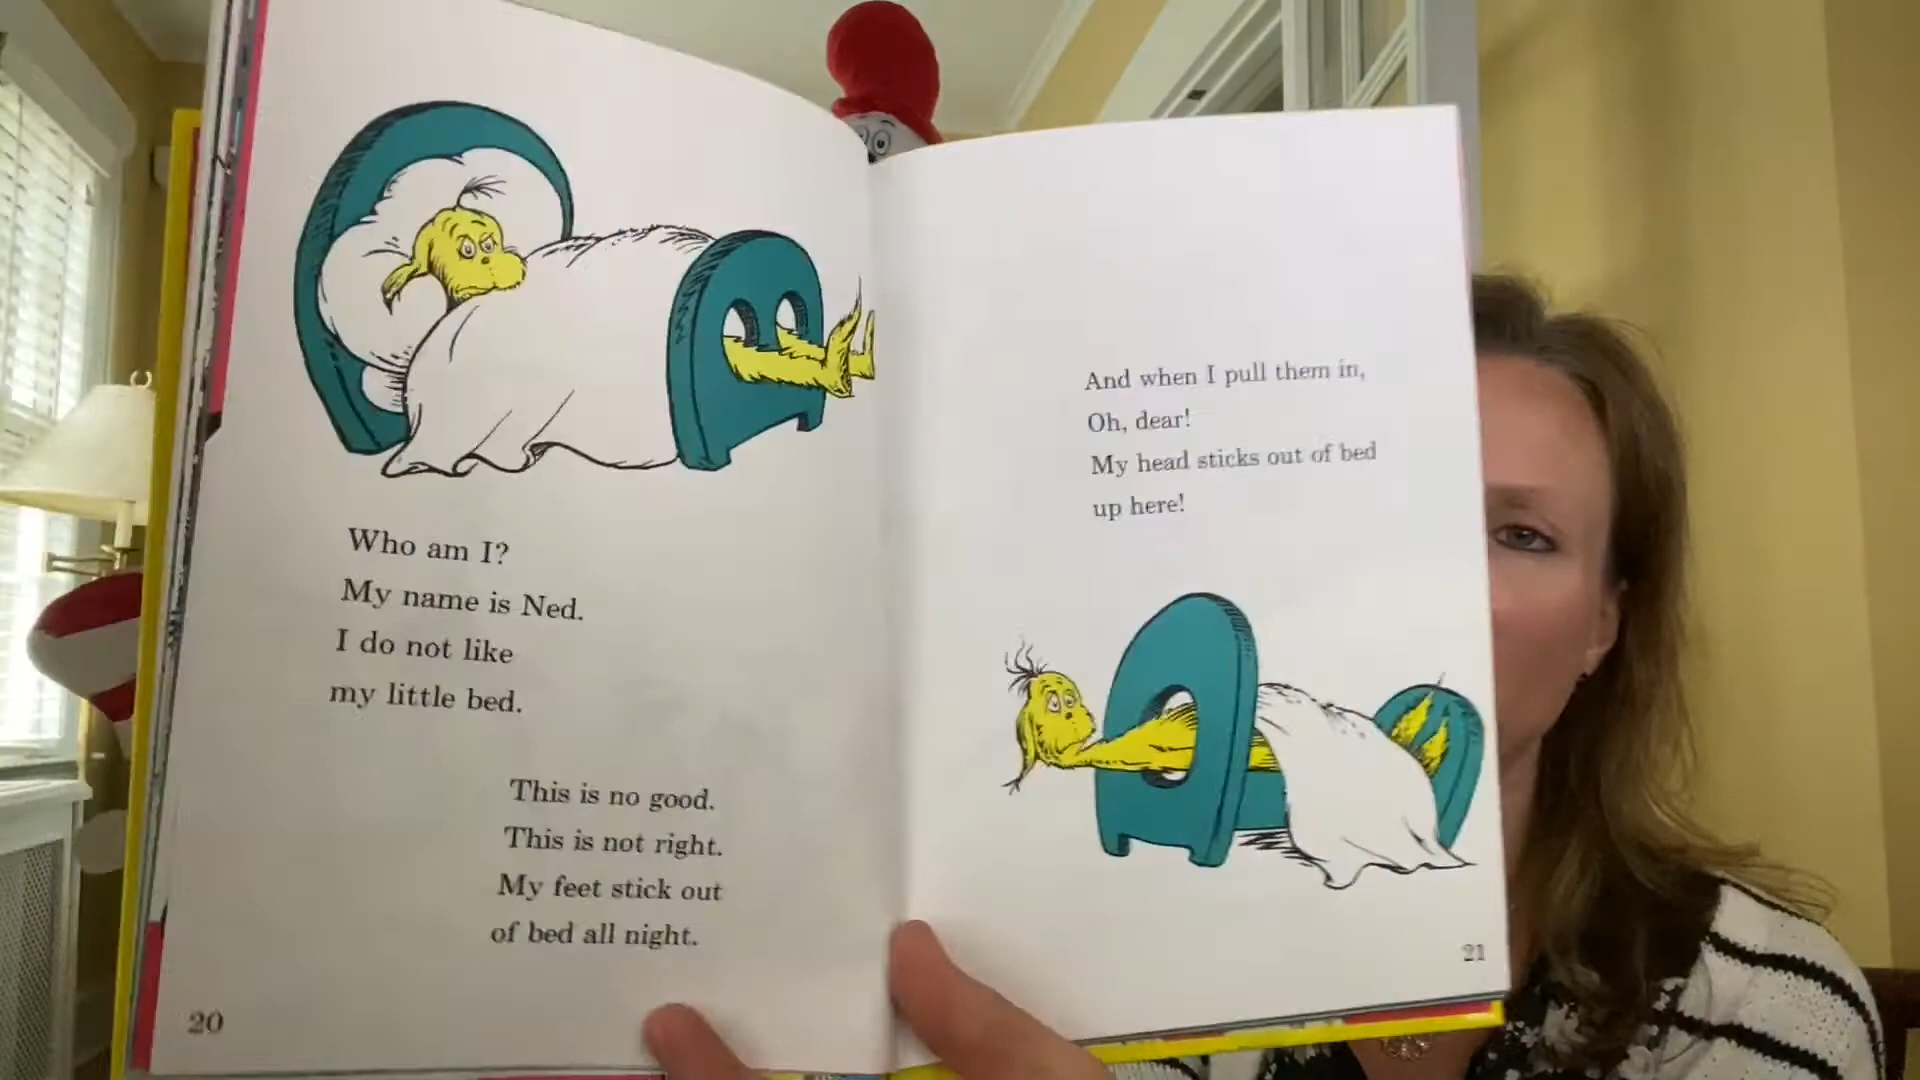 Who am I?
My name is Ned.
I do not like
my little bed.
This is no good.
This is not right.
My feet stick out
of bed all night.
20
And when I pull them in,
Oh, dear!
My head sticks out of bed
up here!
21